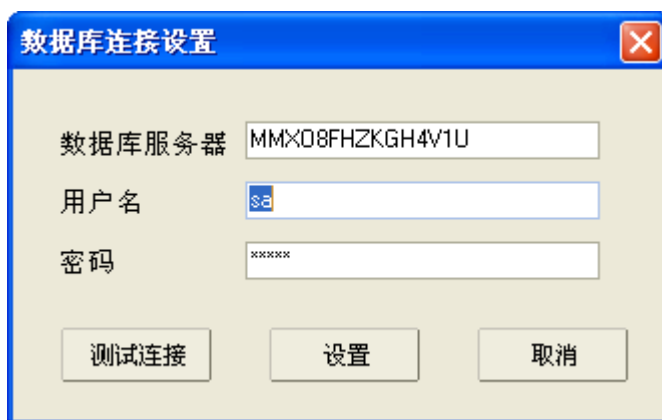 数据库连接设置
数据库服务器 MMXO8FHZKGH4V1U
用户名 sa
密码 *****
测试连接 设置 取消